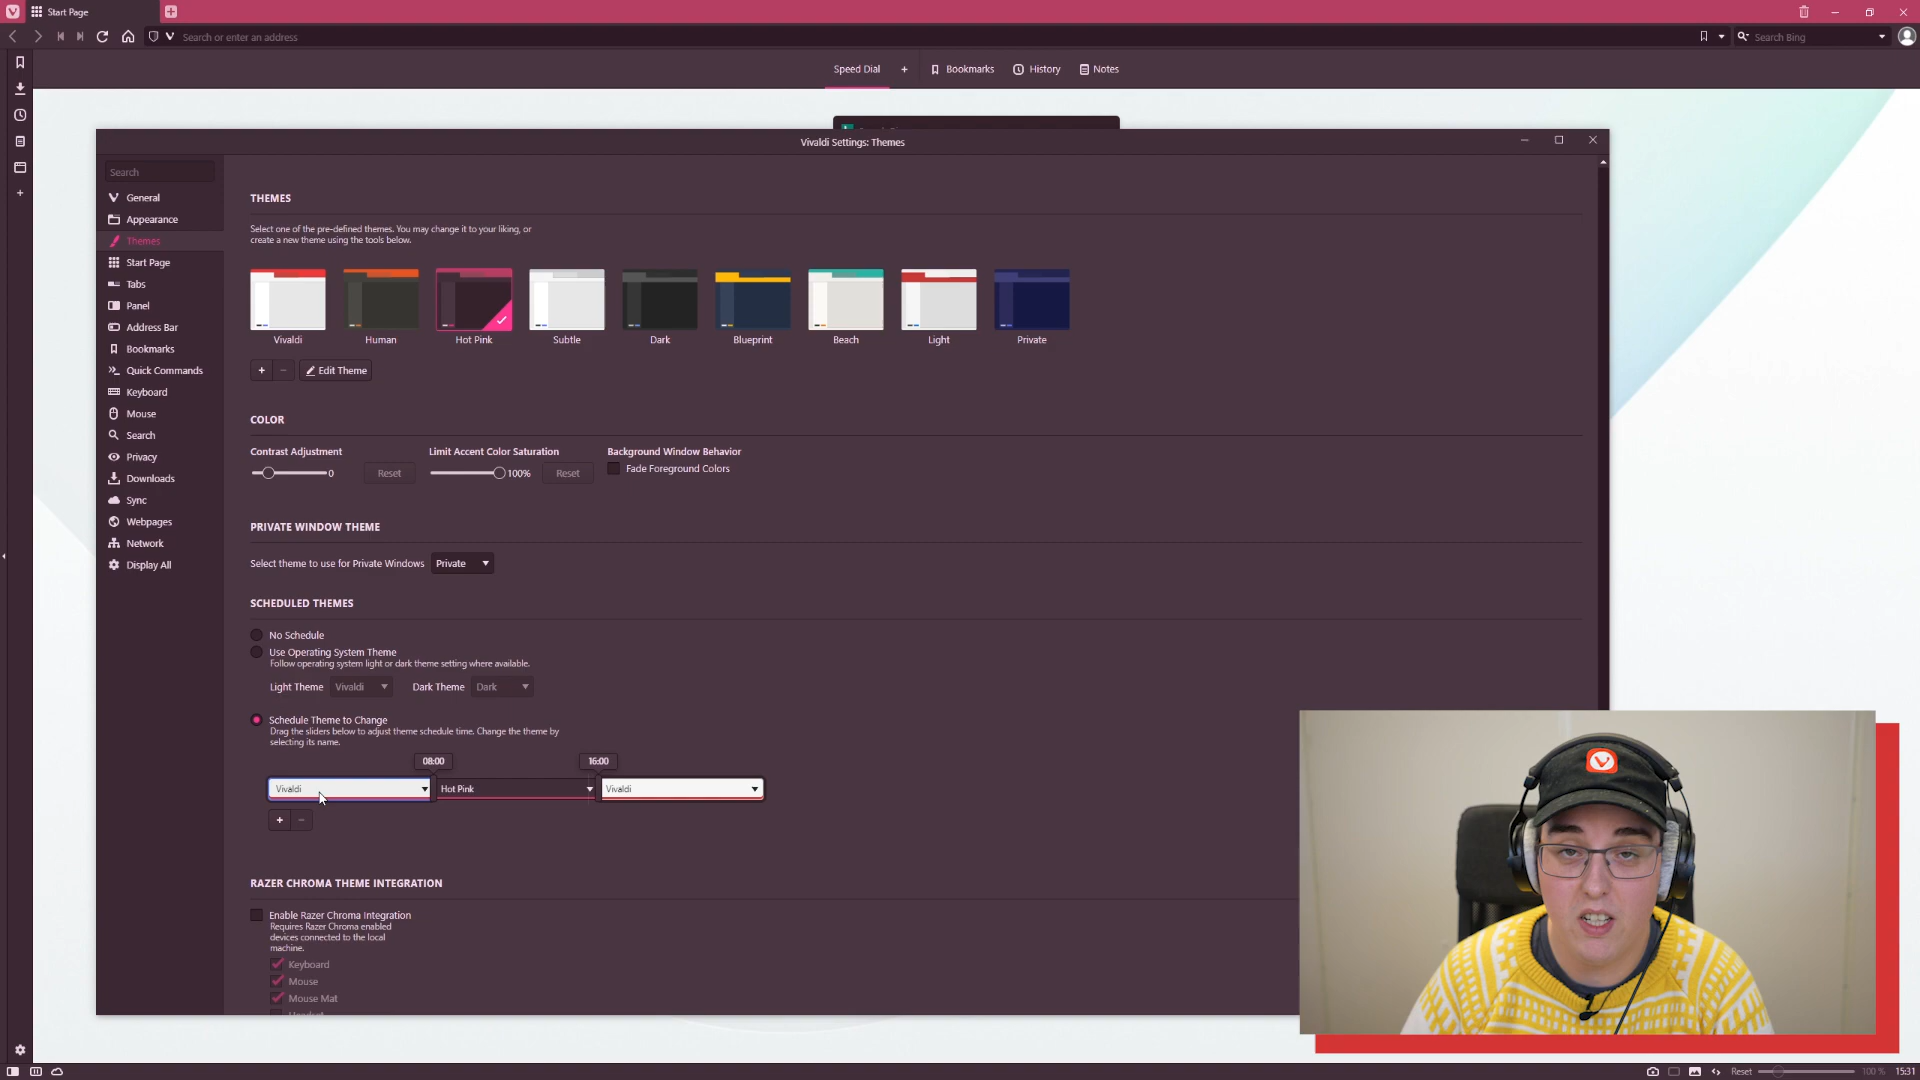 Start Page
Search or enter an address
Search Bing
Speed Dial
Bookmarks
History
Notes
Vivaldi Settings: Themes
Search
General
Appearance
Themes
Start Page
Tabs
Panel
Address Bar
Bookmarks
Quick Commands
Keyboard
Mouse
Search
Privacy
Downloads
Sync
Webpages
Network
Display All
THEMES
Select one of the pre-defined themes. You may change it to your liking, or
create a new theme using the tools below.
Vivaldi
Human
Hot Pink
Subtle
Dark
Blueprint
Beach
Light
Private
Edit Theme
COLOR
Contrast Adjustment
0
Reset
Limit Accent Color Saturation
100%
Reset
Background Window Behavior
Fade Foreground Colors
PRIVATE WINDOW THEME
Select theme to use for Private Windows
Private
SCHEDULED THEMES
No Schedule
Use Operating System Theme
Follow operating system light or dark theme setting where available.
Light Theme
Vivaldi
Dark Theme
Dark
Schedule Theme to Change
Drag the sliders below to adjust theme schedule time. Change the theme by
selecting its name.
08:00
16:00
Vivaldi
Hot Pink
Vivaldi
RAZER CHROMA THEME INTEGRATION
Enable Razer Chroma Integration
Requires Razer Chroma enabled
devices connected to the local
machine.
Keyboard
Mouse
Mouse Mat
Reset
100 %
15:31